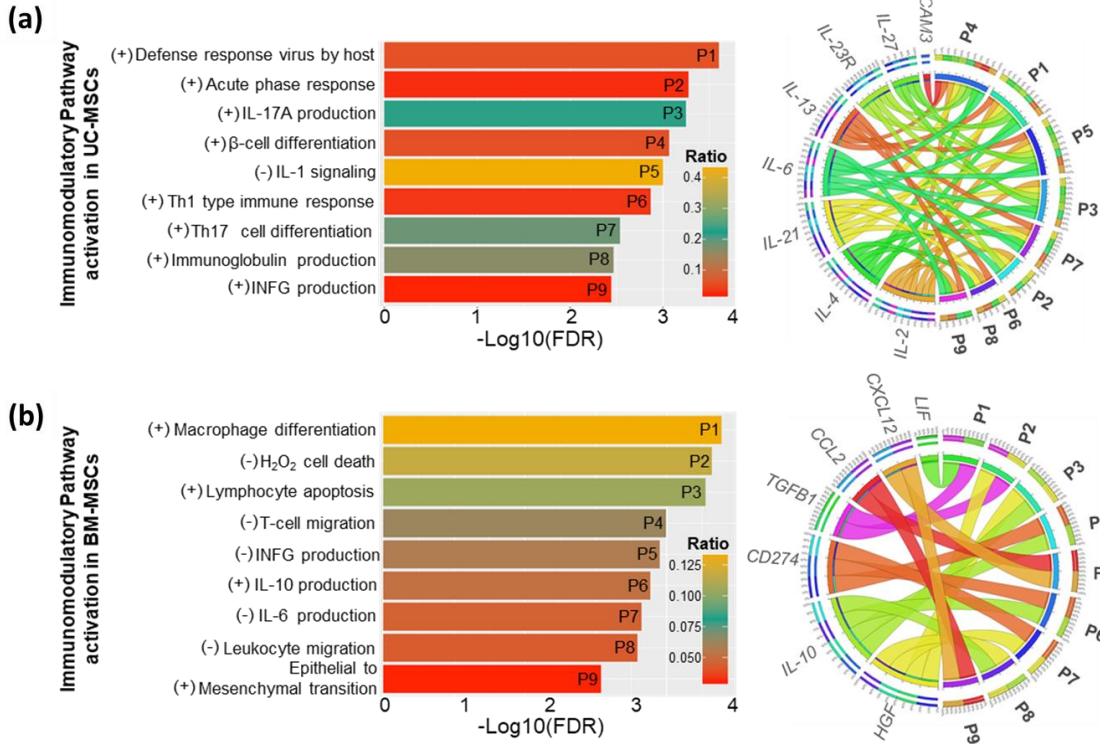 (a)
Immunomodulatory Pathway
activation in UC-MSCs
(+) Defense response virus by host
(+) Acute phase response
(+) IL-17A production
(+) β-cell differentiation
(-) IL-1 signaling
(+) Th1 type immune response
(+) Th17 cell differentiation
(+) Immunoglobulin production
(+) INFG production
P1
P2
P3
P4
P5
P6
P7
P8
P9
Ratio
0.4
0.3
0.2
0.1
0 1 2 3 4
-Log10(FDR)
CAM3
IL-27
IL-23R
IL-13
IL-6
IL-21
IL-4
IL-2
P4
P1
P5
P3
P7
P2
P6
P8
P9
(b)
Immunomodulatory Pathway
activation in BM-MSCs
(+) Macrophage differentiation
(-) H₂O₂ cell death
(+) Lymphocyte apoptosis
(-) T-cell migration
(-) INFG production
(+) IL-10 production
(-) IL-6 production
(-) Leukocyte migration
Epithelial to
(+) Mesenchymal transition
P1
P2
P3
P4
P5
P6
P7
P8
P9
Ratio
0.125
0.100
0.075
0.050
0 1 2 3 4
-Log10(FDR)
LIF
CXCL12
CCL2
TGFB1
CD274
IL-10
HGF
P1
P2
P3
P
P6
P7
P8
P9